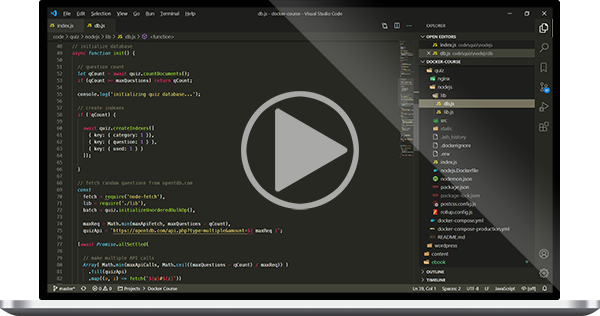 File Edit Selection View Go Run Terminal Help
db.js - docker-course - Visual Studio Code
index.js
db.js
code > quiz > nodejs > lib > db.js > <function>
48 // initialize database
49 async function init() {
50
51 // question count
52 let qCount = await quiz.countDocuments();
53 if (qCount >= maxQuestions) return qCount;
54
55 console.log('initializing quiz database...');
56
57 // create indexes
58 if (!qCount) {
59
60 await quiz.createIndexes([
61 { key: { category: 1 }},
62 { key: { question: 1 } },
63 { key: { used: 1 } }
64 ]);
65
66 }
67
68 // fetch random questions from opentdb.com
69 const
70 fetch = require('node-fetch'),
71 lib = require('./lib'),
72 batch = quiz.initializeUnorderedBulkOp(),
73
74 maxReq = Math.min(maxApiFetch, maxQuestions - qCount),
75 quizApi = `https://opentdb.com/api.php?type=multiple&amount=${ maxReq }`;
76
77 (await Promise.allSettled(
78
79 // make multiple API calls
80 Array( Math.min(maxApiCalls, Math.ceil((maxQuestions - qCount) / maxReq)) )
81 .fill(quizApi)
82 .map((u, i) => fetch(`${u}#${i}`))
EXPLORER
OPEN EDITORS
index.js code\quiz\nodejs
db.js code\quiz\nodejs\lib
DOCKER-COURSE
quiz
nginx
nodejs
lib
db.js
lib.js
src
static
.ash_history
.dockerignore
.env
index.js
nodejs.Dockerfile
nodemon.json
package.json
package-lock.json
postcss.config.js
rollup.config.js
docker-compose.yml
docker-compose-production.yml
README.md
wordpress
content
ebook
OUTLINE
TIMELINE
master* 0 0 Projects > Docker Course
Ln 39, Col 1 Spaces: 2 UTF-8 LF JavaScript [off]